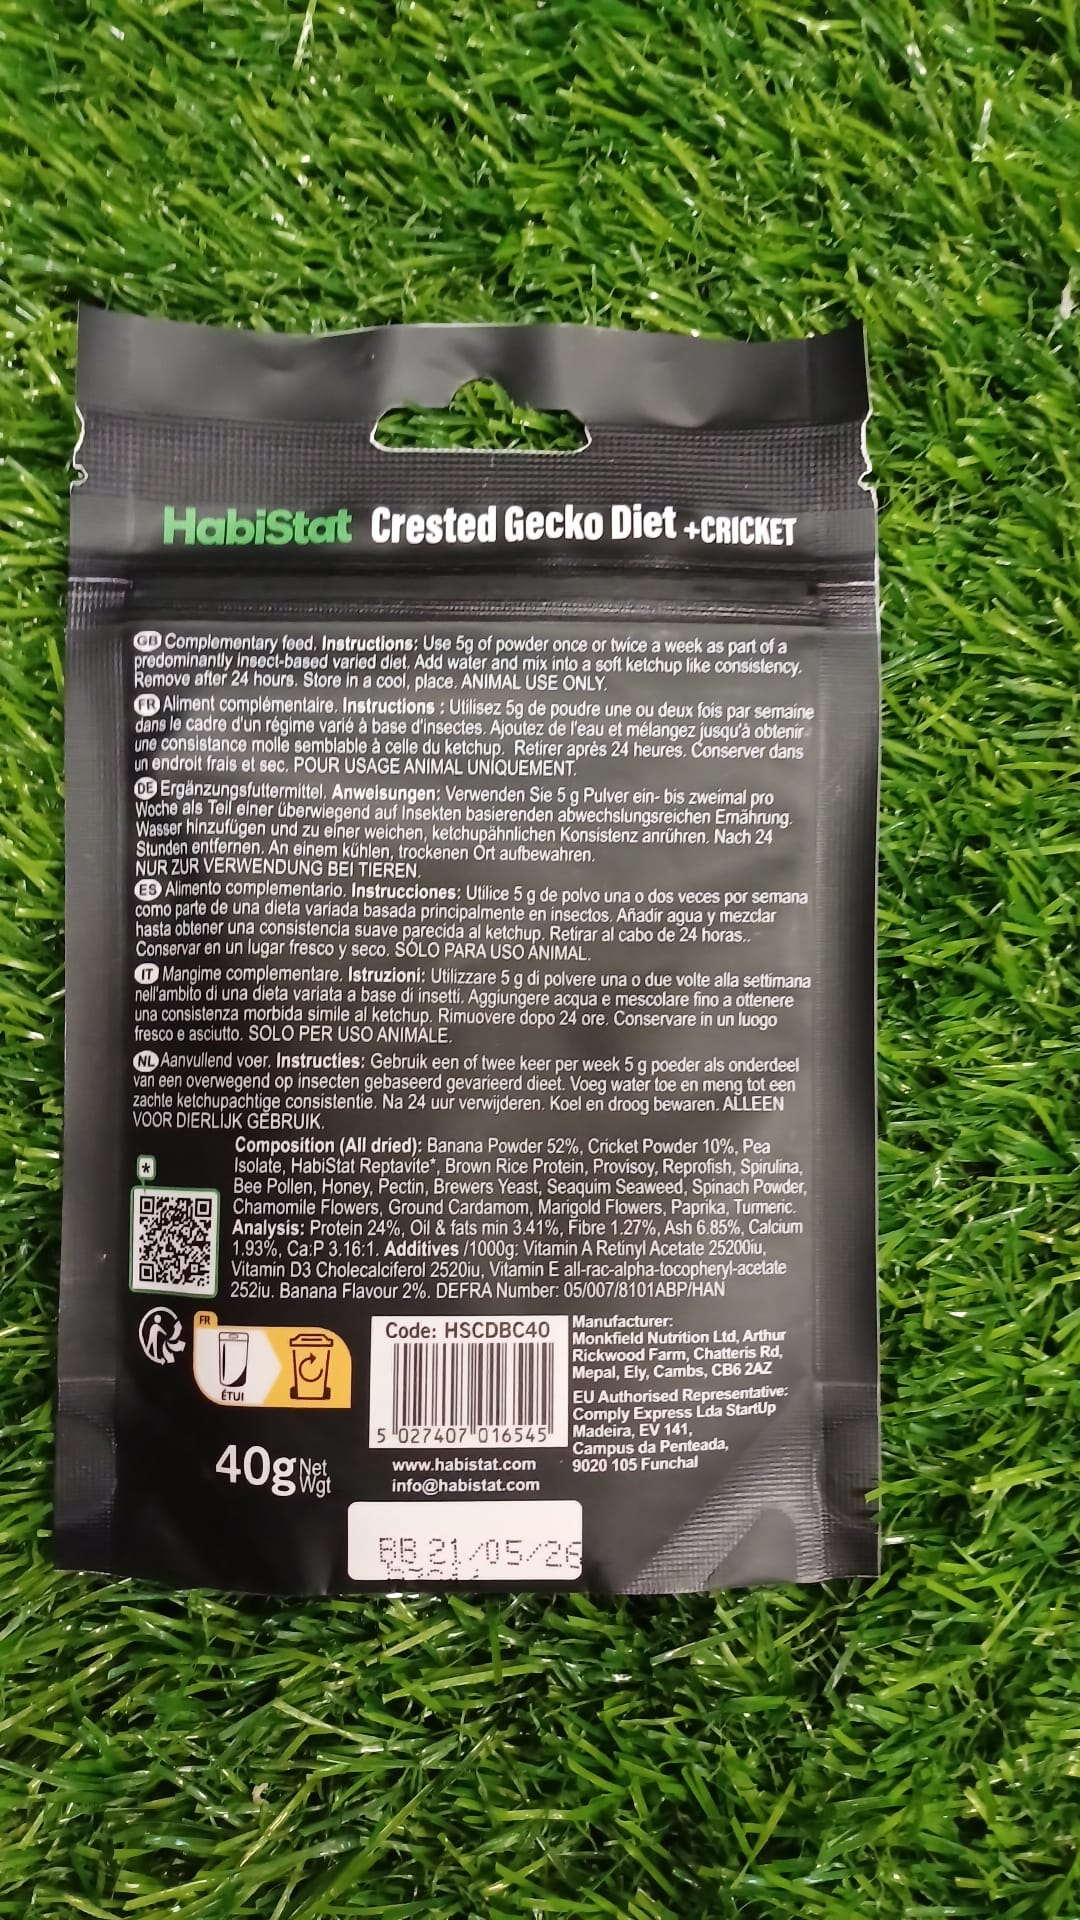 HabiStat Crested Gecko Diet +CRICKET
GB Complementary feed. Instructions: Use 5g of powder once or twice a week as part of a
predominantly insect-based varied diet. Add water and mix into a soft ketchup like consistency.
Remove after 24 hours. Store in a cool, place. ANIMAL USE ONLY.
FR Aliment complémentaire. Instructions : Utilisez 5g de poudre une ou deux fois par semaine
dans le cadre d'un régime varié à base d'insectes. Ajoutez de l'eau et mélangez jusqu'à obtenir
une consistance molle semblable à celle du ketchup. Retirer après 24 heures. Conserver dans
un endroit frais et sec. POUR USAGE ANIMAL UNIQUEMENT.
DE Ergänzungsfuttermittel. Anweisungen: Verwenden Sie 5 g Pulver ein- bis zweimal pro
Woche als Teil einer überwiegend auf Insekten basierenden abwechslungsreichen Ernährung.
Wasser hinzufügen und zu einer weichen, ketchupähnlichen Konsistenz anrühren. Nach 24
Stunden entfernen. An einem kühlen, trockenen Ort aufbewahren.
NUR ZUR VERWENDUNG BEI TIEREN.
ES Alimento complementario. Instrucciones: Utilice 5 g de polvo una o dos veces por semana
como parte de una dieta variada basada principalmente en insectos. Añadir agua y mezclar
hasta obtener una consistencia suave parecida al ketchup. Retirar al cabo de 24 horas..
Conservar en un lugar fresco y seco. SÓLO PARA USO ANIMAL.
IT Mangime complementare. Istruzioni: Utilizzare 5 g di polvere una o due volte alla settimana
nell'ambito di una dieta variata a base di insetti. Aggiungere acqua e mescolare fino a ottenere
una consistenza morbida simile al ketchup. Rimuovere dopo 24 ore. Conservare in un luogo
fresco e asciutto. SOLO PER USO ANIMALE.
NL Aanvullend voer. Instructies: Gebruik een of twee keer per week 5 g poeder als onderdeel
van een overwegend op insecten gebaseerd gevarieerd dieet. Voeg water toe en meng tot een
zachte ketchupachtige consistentie. Na 24 uur verwijderen. Koel en droog bewaren. ALLEEN
VOOR DIERLIJK GEBRUIK.
Composition (All dried): Banana Powder 52%, Cricket Powder 10%, Pea
Isolate, HabiStat Reptavite*, Brown Rice Protein, Provisoy, Reprofish, Spirulina,
Bee Pollen, Honey, Pectin, Brewers Yeast, Seaquim Seaweed, Spinach Powder,
Chamomile Flowers, Ground Cardamom, Marigold Flowers, Paprika, Turmeric.
Analysis: Protein 24%, Oil & fats min 3.41%, Fibre 1.27%, Ash 6.85%, Calcium
1.93%, Ca:P 3.16:1. Additives /1000g: Vitamin A Retinyl Acetate 25200iu,
Vitamin D3 Cholecalciferol 2520iu, Vitamin E all-rac-alpha-tocopheryl-acetate
252iu. Banana Flavour 2%. DEFRA Number: 05/007/8101ABP/HAN
*
FR
ÉTUI
Code: HSCDBC40
5 027407 016545
www.habistat.com
info@habistat.com
Manufacturer:
Monkfield Nutrition Ltd, Arthur
Rickwood Farm, Chatteris Rd,
Mepal, Ely, Cambs, CB6 2AZ
EU Authorised Representative:
Comply Express Lda StartUp
Madeira, EV 141,
Campus da Penteada,
9020 105 Funchal
40g Net
Wgt
BB 21/05/26